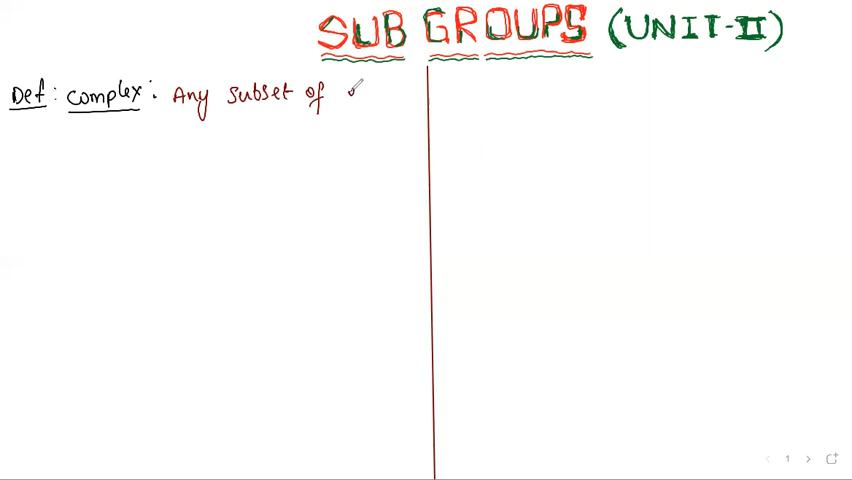 SUB GROUPS (UNIT-II)
Def: Complex: Any subset of
1